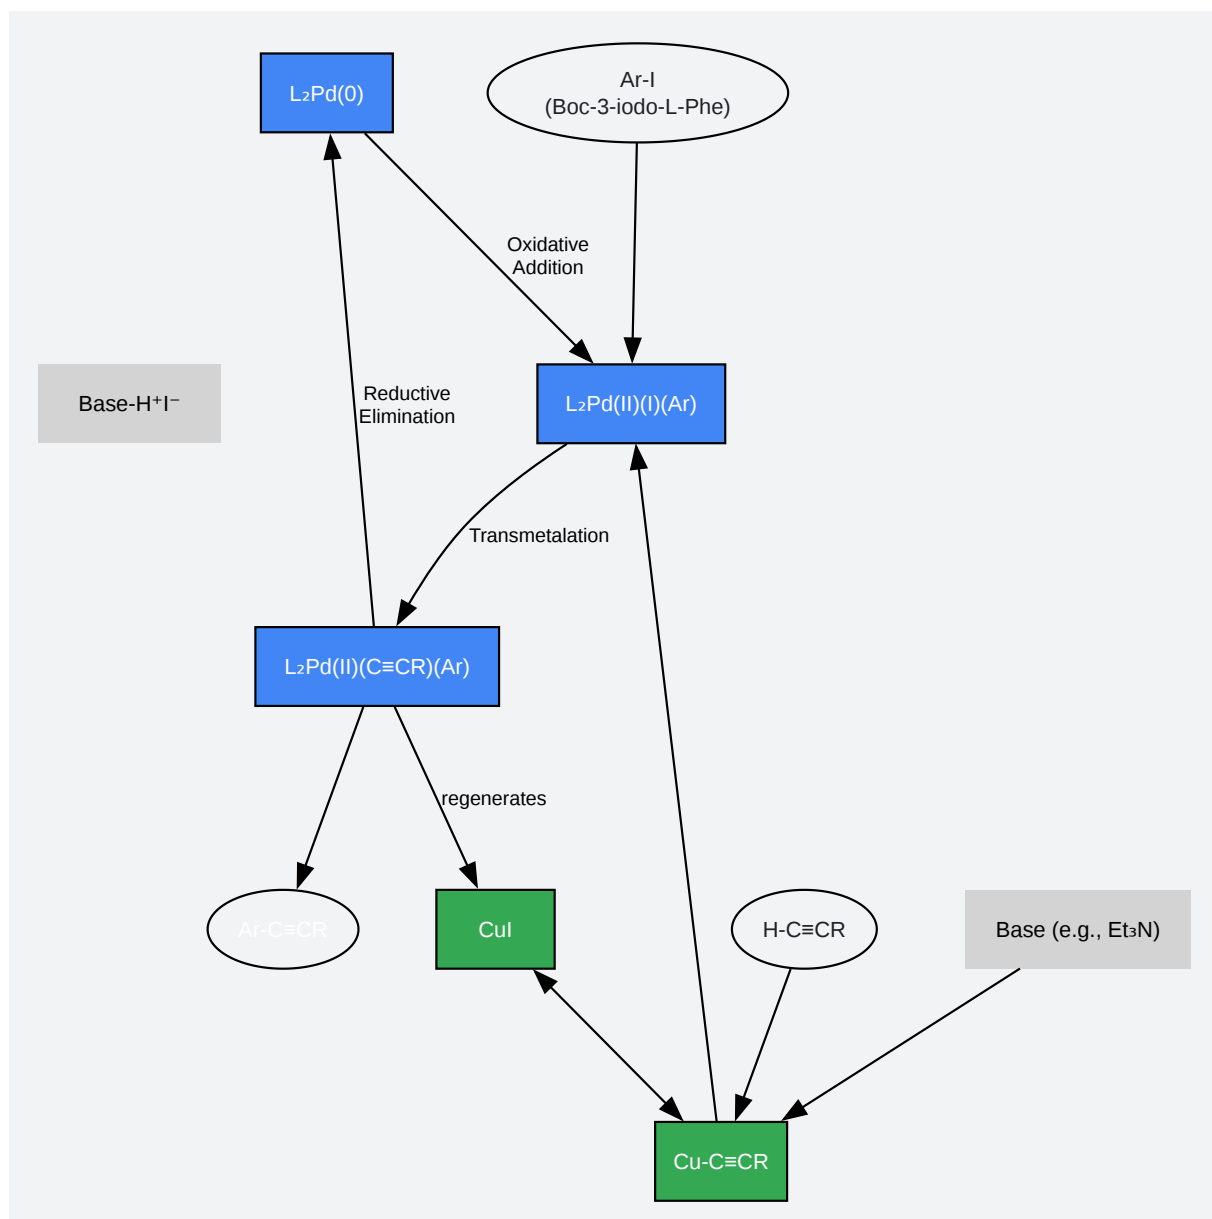 L₂Pd(0)
Ar-I
(Boc-3-iodo-L-Phe)
Oxidative
Addition
Base-H⁺I⁻
Reductive
Elimination
L₂Pd(II)(I)(Ar)
Transmetalation
L₂Pd(II)(C≡CR)(Ar)
regenerates
Ar-C≡CR
CuI
H-C≡CR
Base (e.g., Et₃N)
Cu-C≡CR